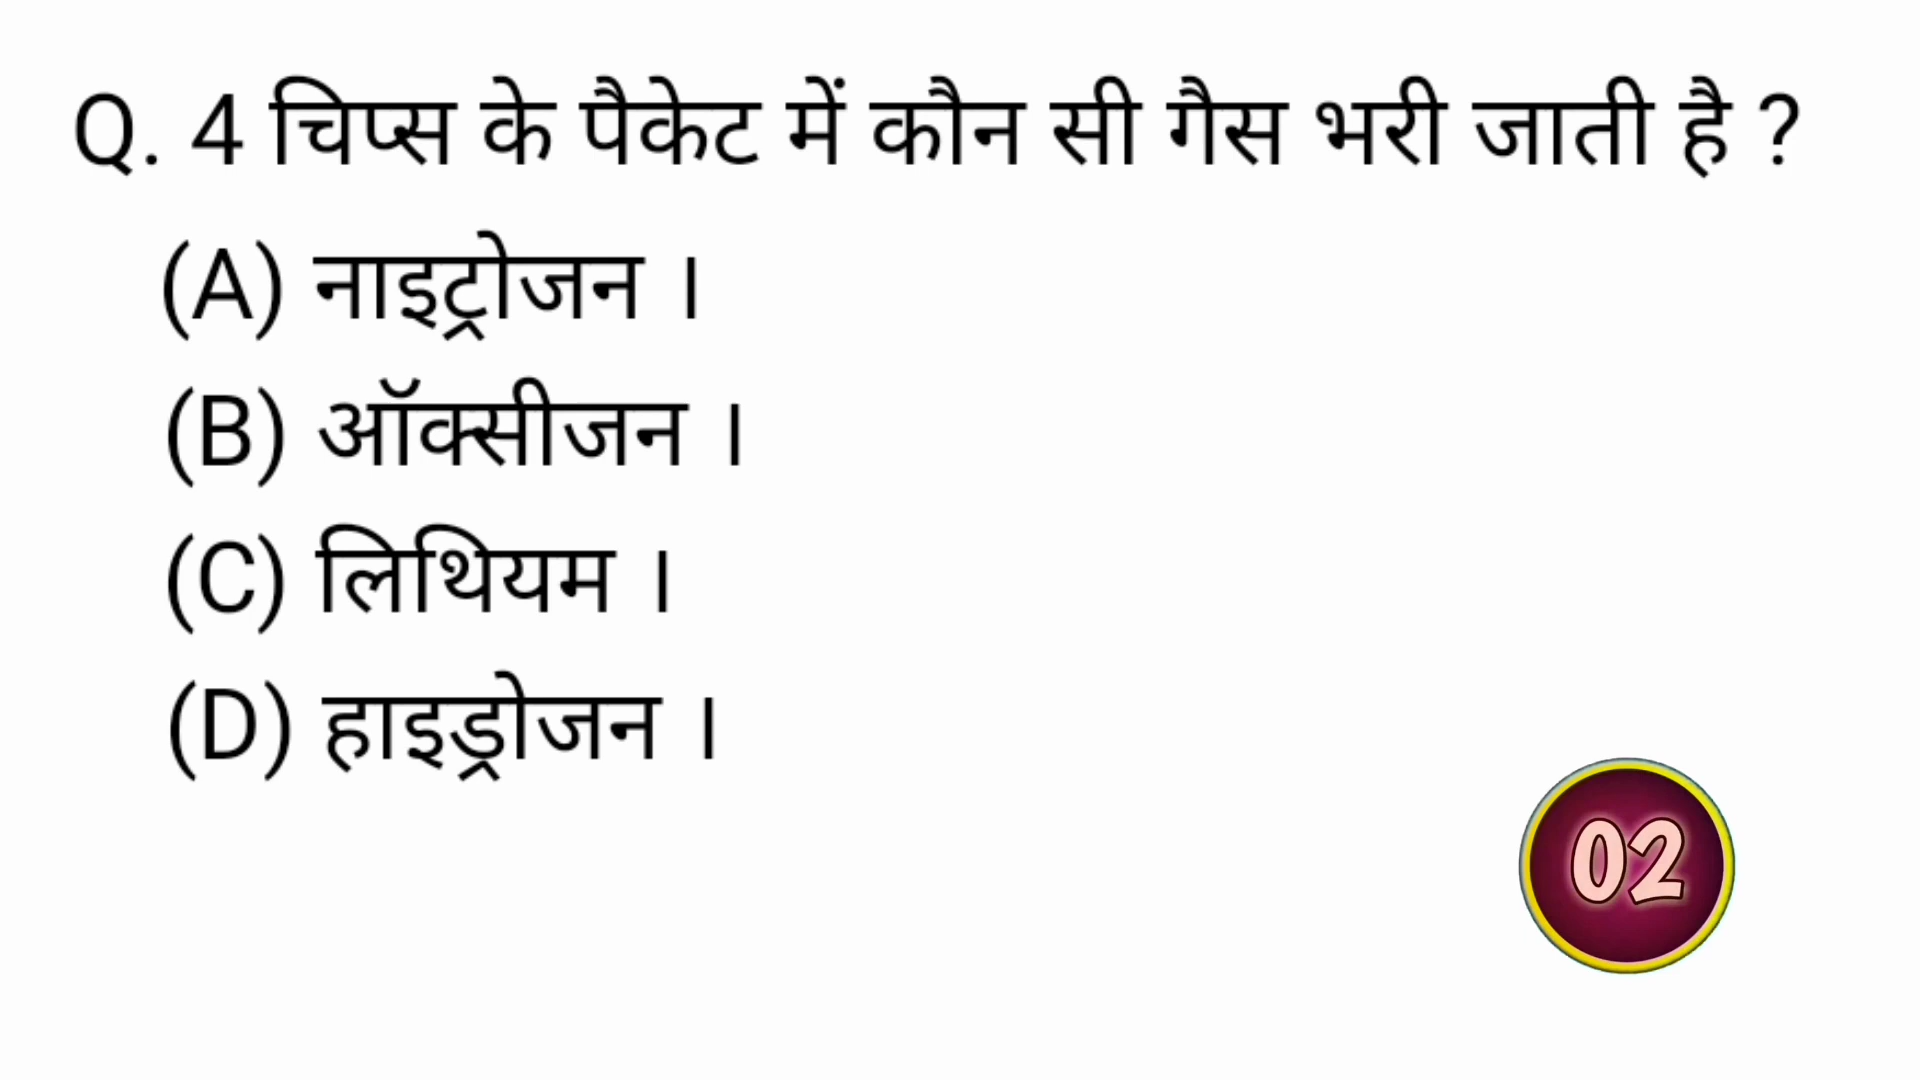 Q. 4 चिप्स के पैकेट में कौन सी गैस भरी जाती है ?
(A) नाइट्रोजन ।
(B) ऑक्सीजन ।
(C) लिथियम ।
(D) हाइड्रोजन ।
02